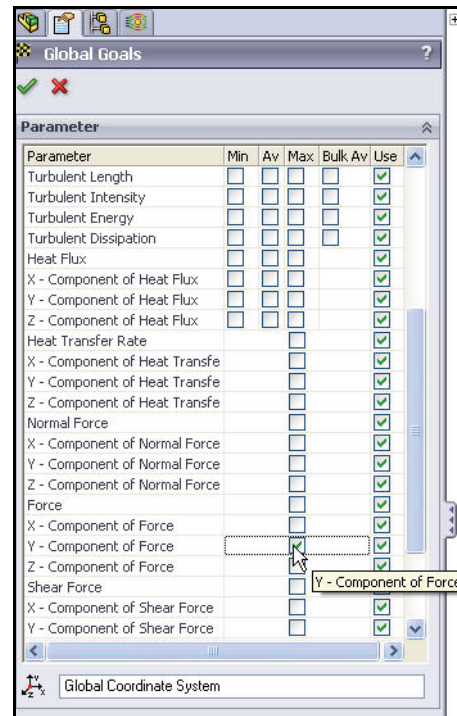 Global Goals ?
Parameter
Parameter Min Av Max Bulk Av Use
Turbulent Length
Turbulent Intensity
Turbulent Energy
Turbulent Dissipation
Heat Flux
X - Component of Heat Flux
Y - Component of Heat Flux
Z - Component of Heat Flux
Heat Transfer Rate
X - Component of Heat Transfe
Y - Component of Heat Transfe
Z - Component of Heat Transfe
Normal Force
X - Component of Normal Force
Y - Component of Normal Force
Z - Component of Normal Force
Force
X - Component of Force
Y - Component of Force
Z - Component of Force
Y - Component of Force
Shear Force
X - Component of Shear Force
Y - Component of Shear Force
Global Coordinate System